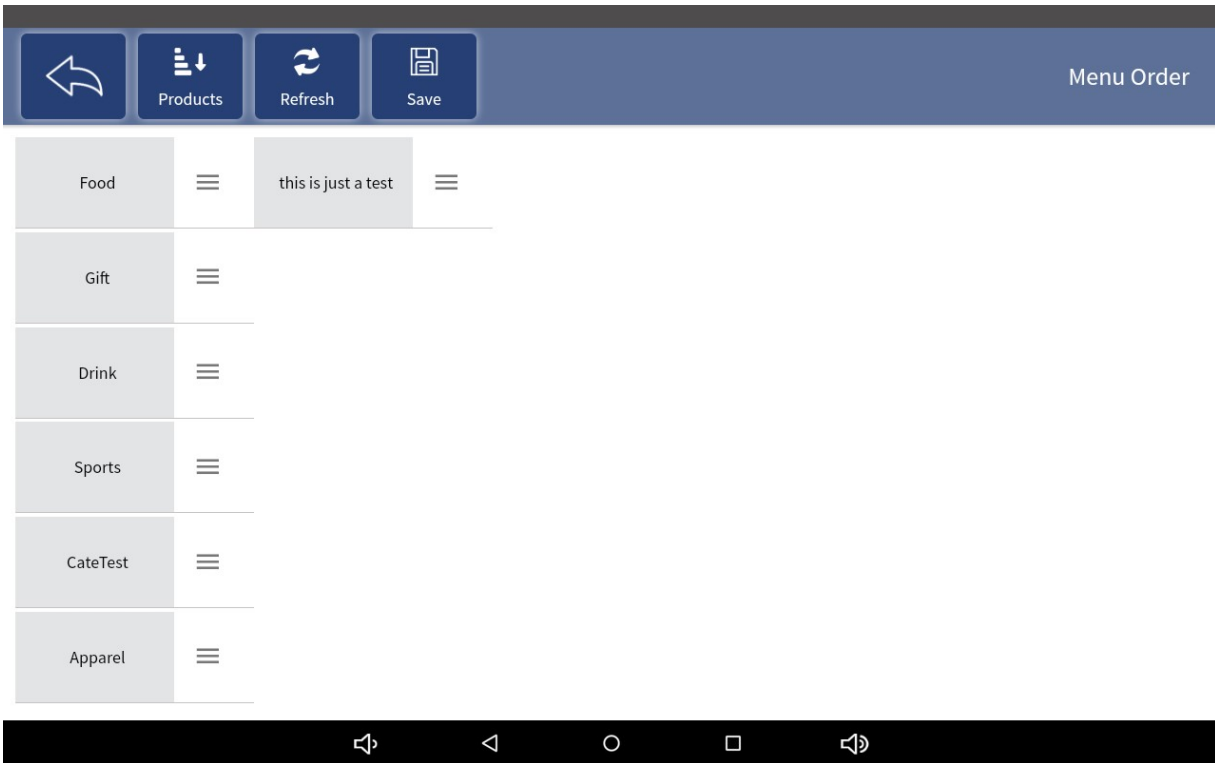 Products
Refresh
Save
Menu Order
Food
this is just a test
Gift
Drink
Sports
CateTest
Apparel